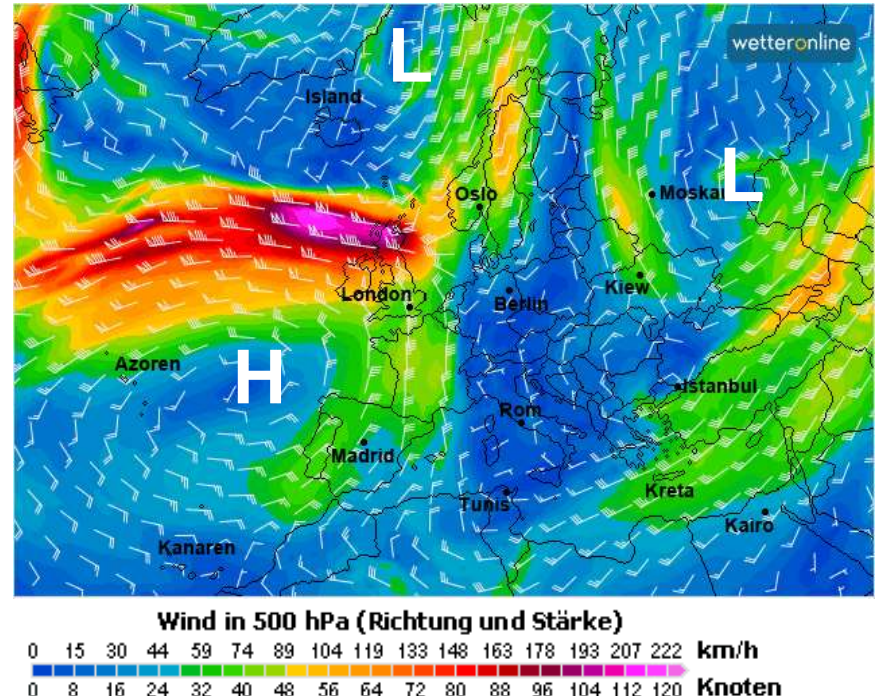 wetteronline
L
Island
L
Oslo
Moskau
London
Berlin
Kiew
Azoren
H
Istanbul
Rom
Madrid
Kreta
Tunis
Kairo
Kanaren
Wind in 500 hPa (Richtung und Stärke)
0 15 30 44 59 74 89 104 119 133 148 163 178 193 207 222 km/h
0 8 16 24 32 40 48 56 64 72 80 88 96 104 112 120 Knoten